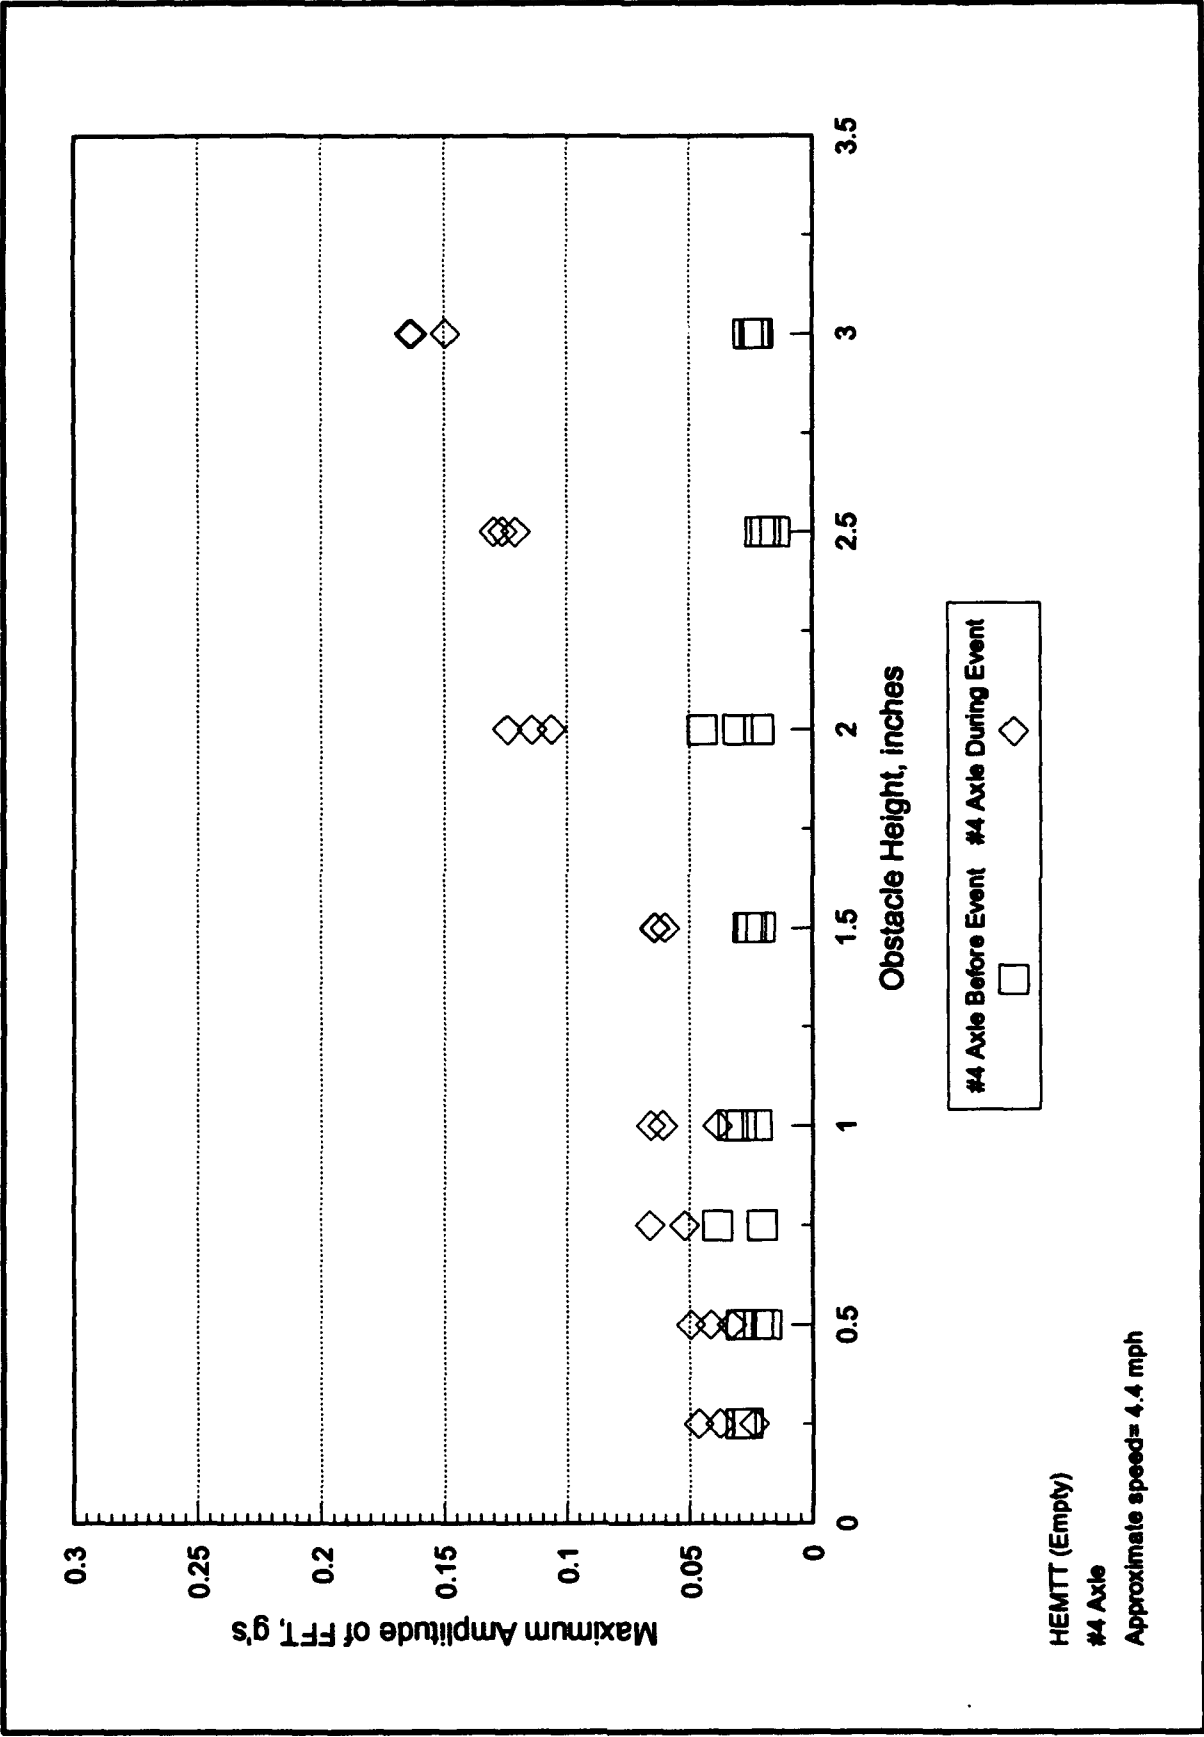 Maximum Amplitude of FFT, g's
0.3
0.25
0.2
0.15
0.1
0.05
0
0 0.5 1 1.5 2 2.5 3 3.5
Obstacle Height, inches
#4 Axle Before Event #4 Axle During Event
HEMTT (Empty)
#4 Axle
Approximate speed= 4.4 mph